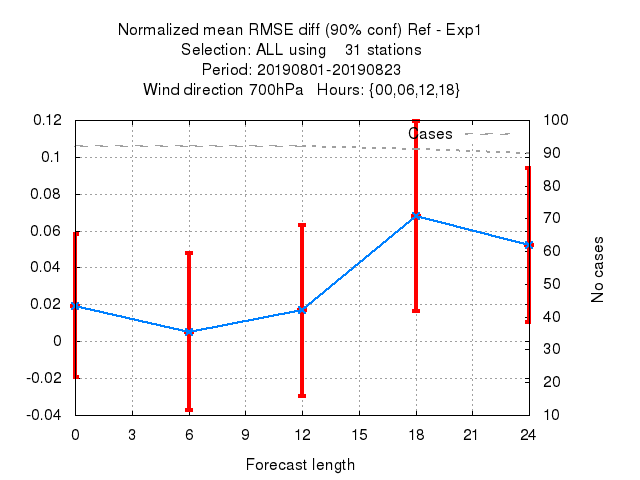 Normalized mean RMSE diff (90% conf) Ref - Exp1
Selection: ALL using    31 stations
Period: 20190801-20190823
Wind direction 700hPa   Hours: {00,06,12,18}
Cases
0.12
0.1
0.08
0.06
0.04
0.02
0
-0.02
-0.04
100
90
80
70
60
50
40
30
20
10
No cases
0 3 6 9 12 15 18 21 24
Forecast length